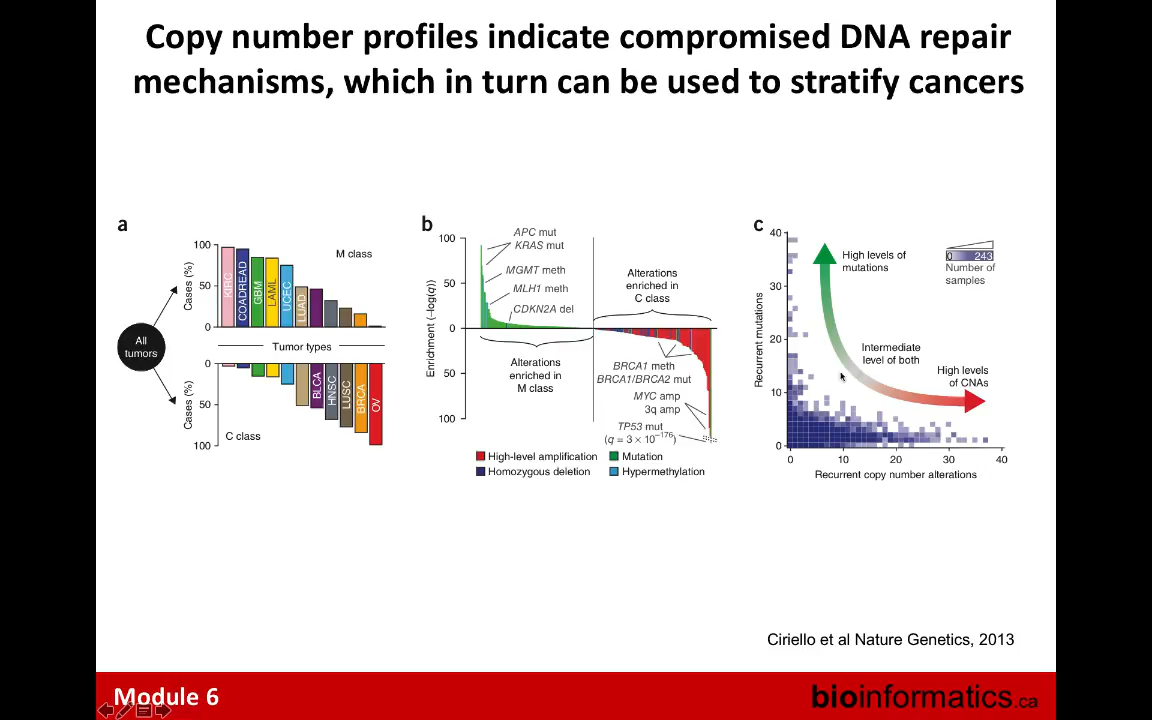 Copy number profiles indicate compromised DNA repair
mechanisms, which in turn can be used to stratify cancers
a
100
50
0
Cases (%)
M class
KIRC
COADREAD
GBM
LAML
UCEC
LUAD
All
tumors
Tumor types
0
50
100
Cases (%)
C class
BLCA
HNSC
LUSC
BRCA
OV
b
100
50
0
50
100
Enrichment (–log(q))
APC mut
KRAS mut
MGMT meth
MLH1 meth
CDKN2A del
Alterations
enriched in
C class
Alterations
enriched in
M class
BRCA1 meth
BRCA1/BRCA2 mut
MYC amp
3q amp
TP53 mut
(q = 3 × 10–176)
High-level amplification
Mutation
Homozygous deletion
Hypermethylation
c
40
30
20
10
0
Recurrent mutations
High levels of
mutations
0 243
Number of
samples
Intermediate
level of both
High levels
of CNAs
0 10 20 30 40
Recurrent copy number alterations
Ciriello et al Nature Genetics, 2013
Module 6
bioinformatics.ca